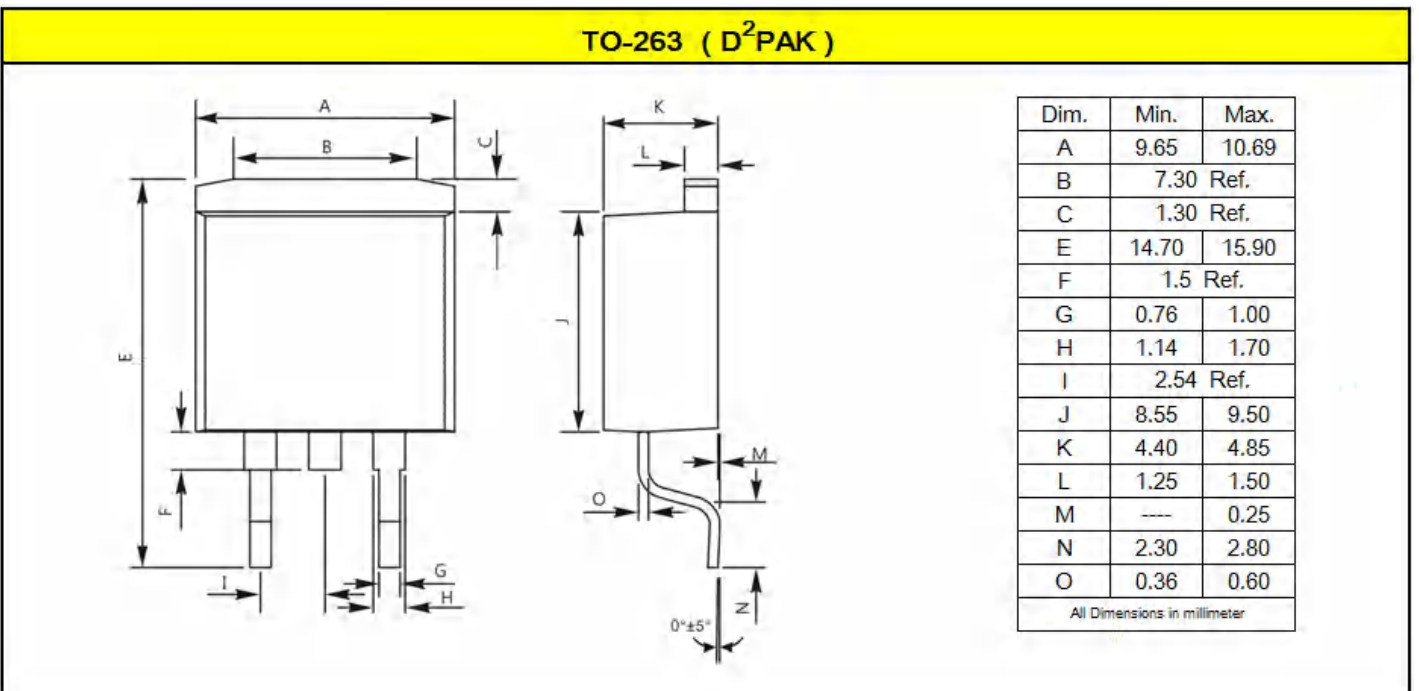 TO-263 ( D²PAK )
A
B
C
E
F
I
G
H
K
L
J
M
O
N
0°±5°
Dim. Min. Max.
A 9.65 10.69
B 7.30 Ref.
C 1.30 Ref.
E 14.70 15.90
F 1.5 Ref.
G 0.76 1.00
H 1.14 1.70
I 2.54 Ref.
J 8.55 9.50
K 4.40 4.85
L 1.25 1.50
M ---- 0.25
N 2.30 2.80
O 0.36 0.60
All Dimensions in millimeter